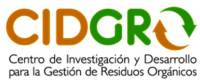 CIDGRO
Centro de Investigación y Desarrollo
para la Gestión de Residuos Orgánicos